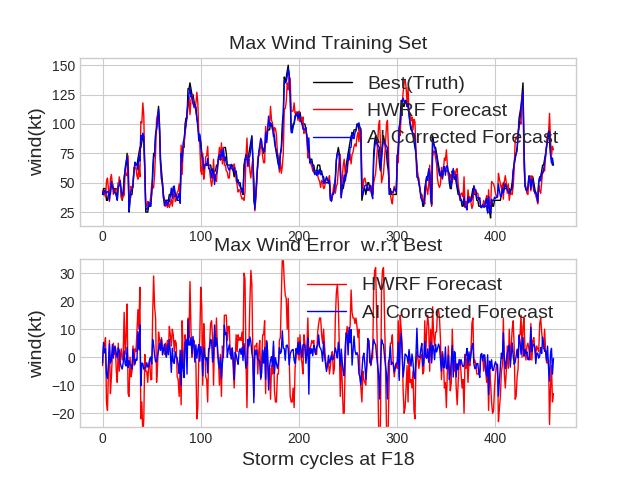 Max Wind Training Set
150
125
100
75
50
25
wind(kt)
Best(Truth)
HWRF Forecast
AI Corrected Forecast
0 100 200 300 400
Max Wind Error w.r.t Best
30
20
10
0
−10
−20
wind(kt)
HWRF Forecast
AI Corrected Forecast
0 100 200 300 400
Storm cycles at F18